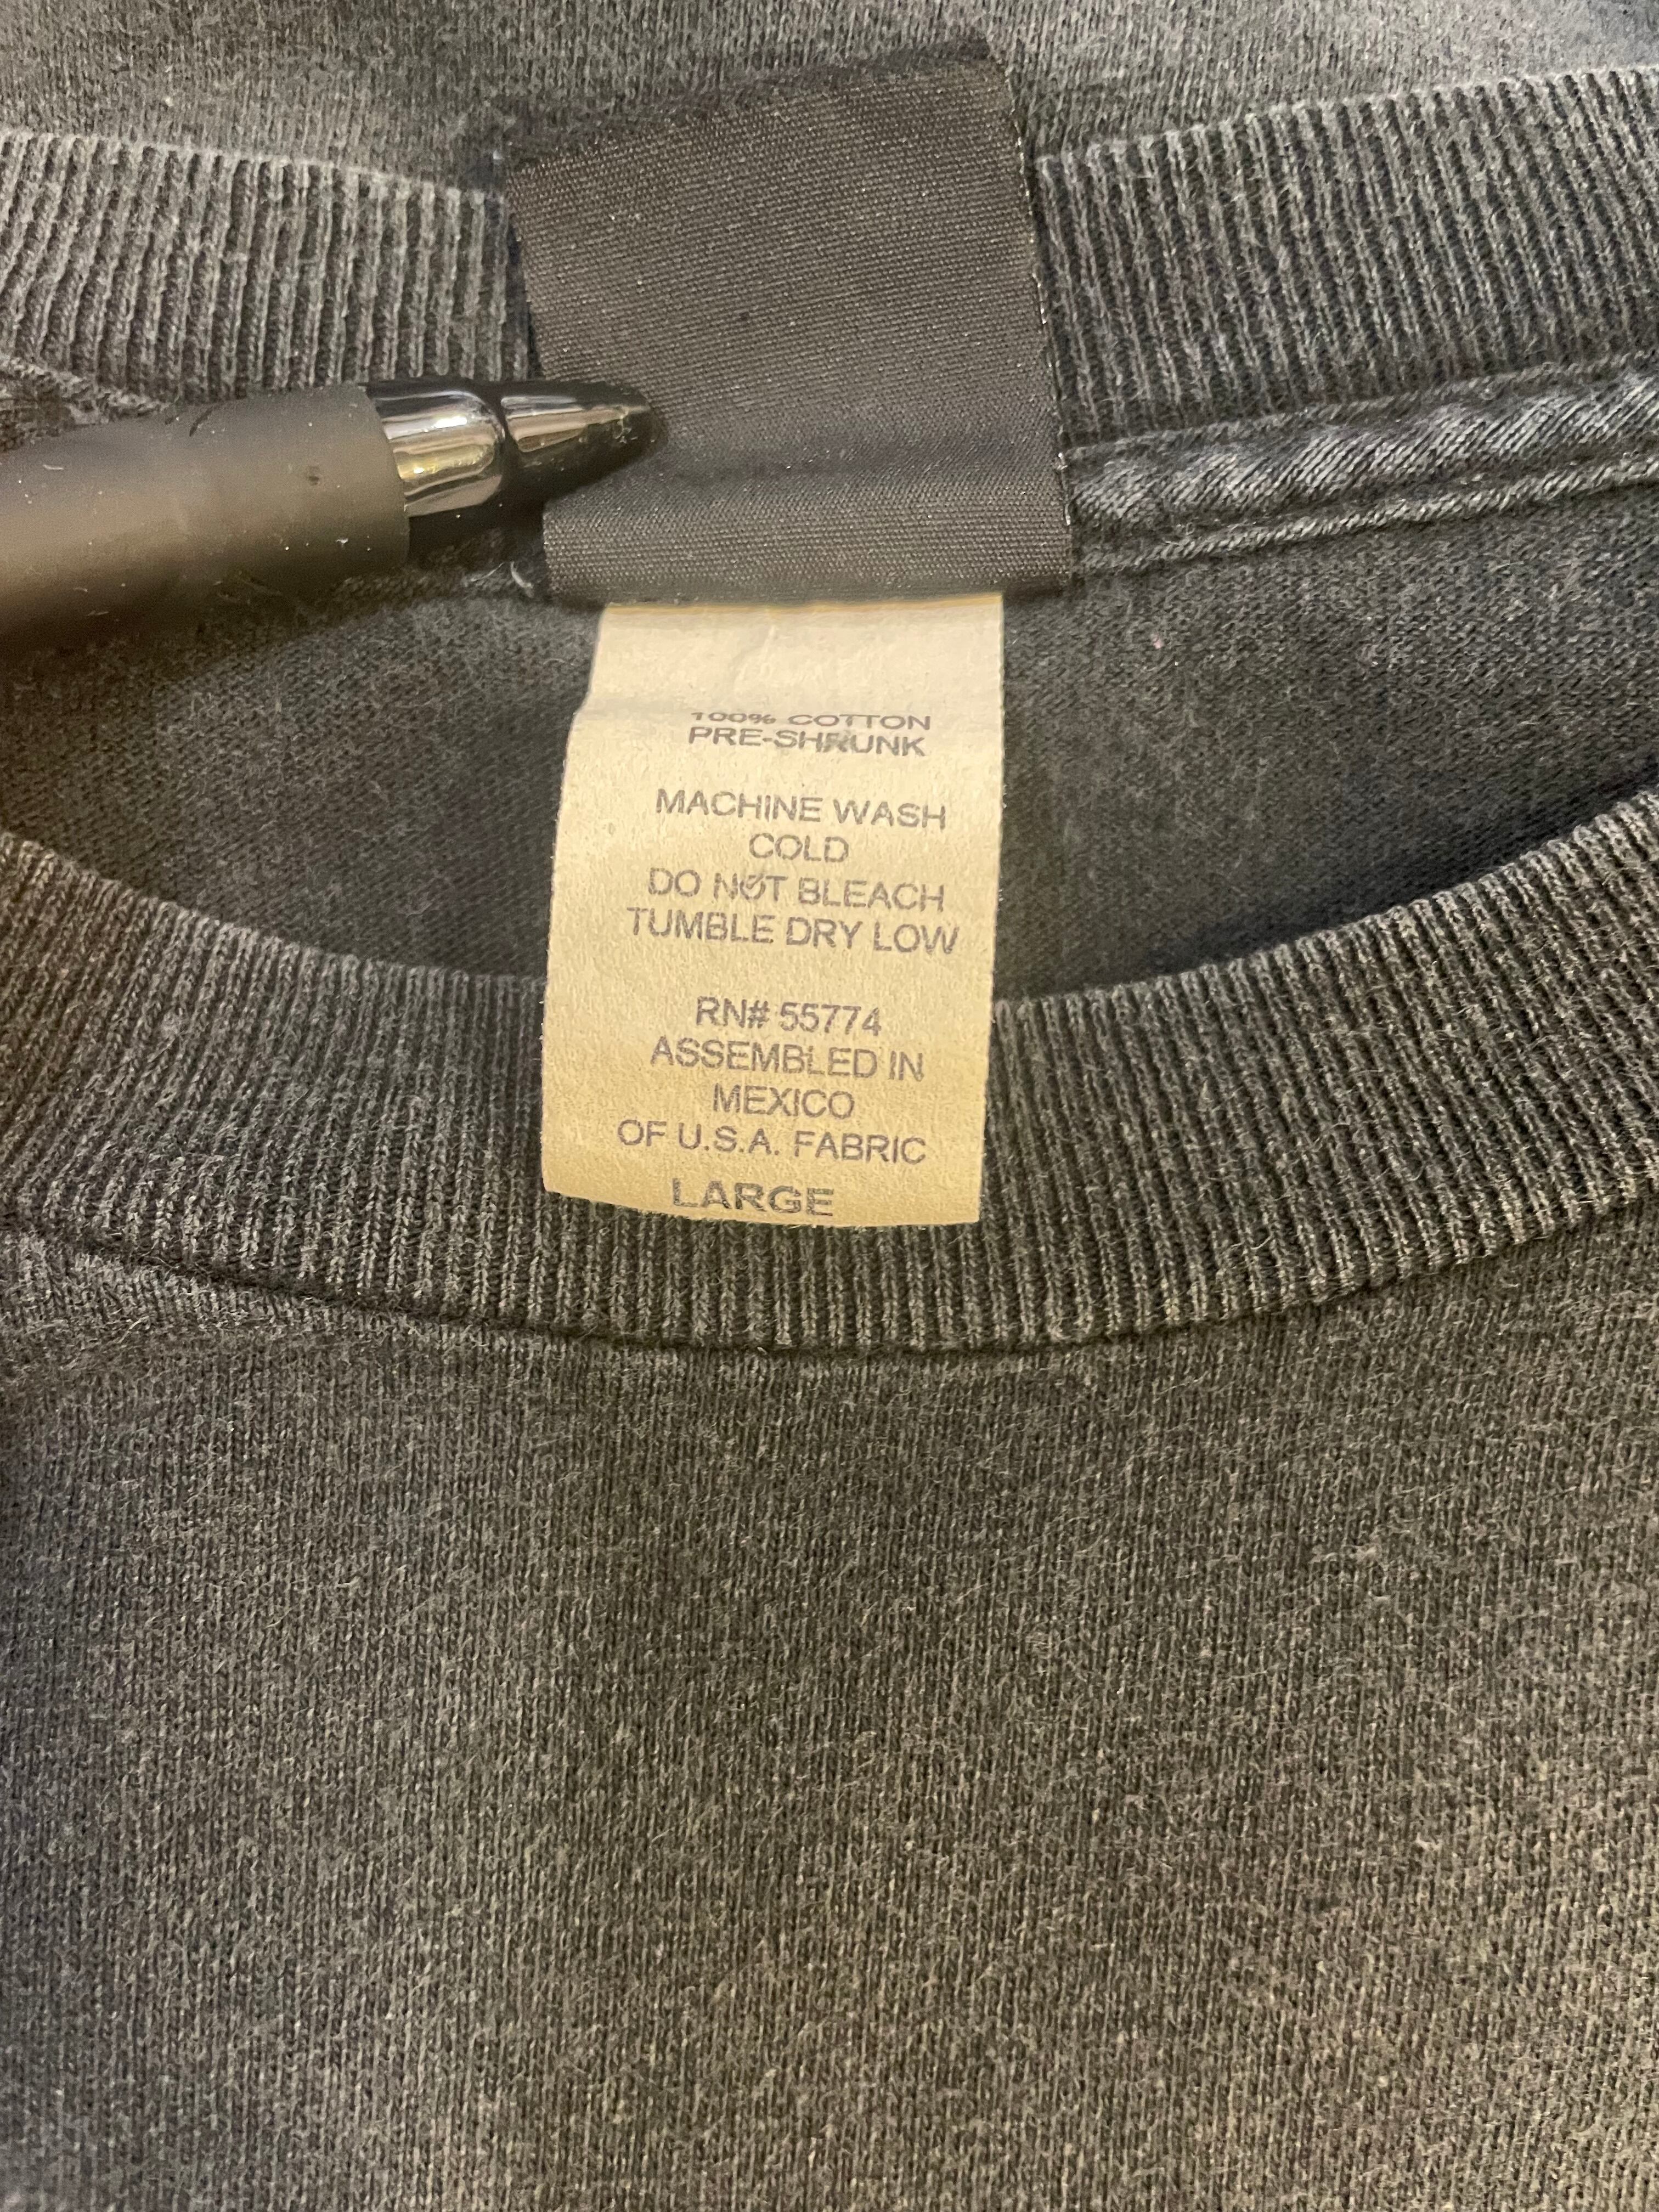 100% COTTON
PRE-SHRUNK
MACHINE WASH
COLD
DO NOT BLEACH
TUMBLE DRY LOW
RN# 55774
ASSEMBLED IN
MEXICO
OF U.S.A. FABRIC
LARGE